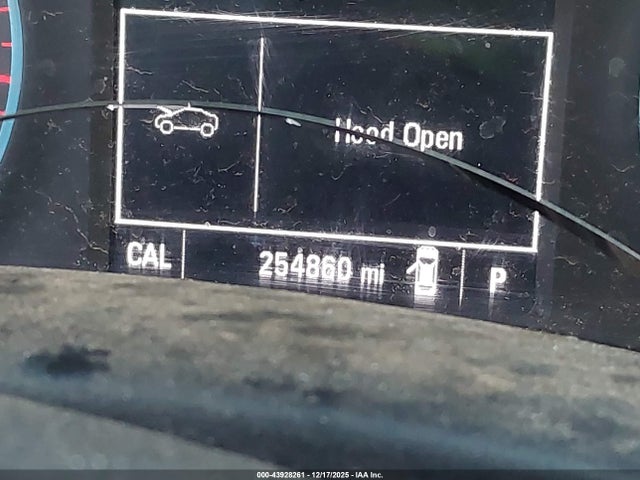 Hood Open
CAL
254860 mi
P
000-43928261 - 12/17/2025 - IAA Inc.